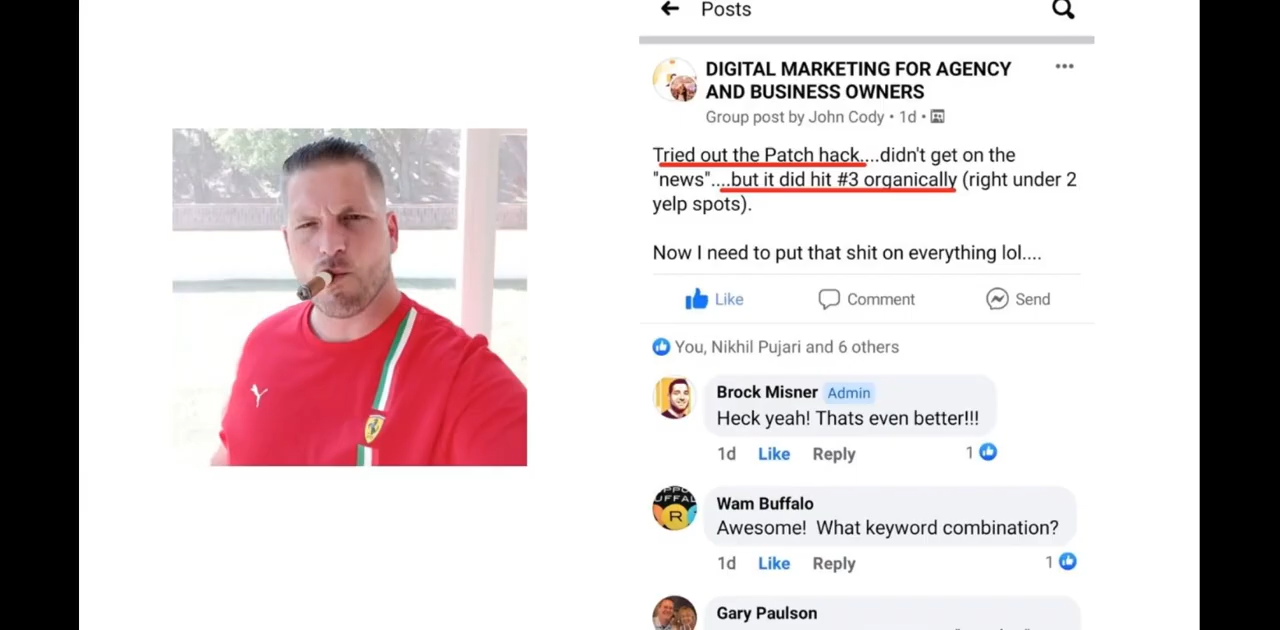 Posts
DIGITAL MARKETING FOR AGENCY
AND BUSINESS OWNERS
Group post by John Cody • 1d •
Tried out the Patch hack....didn't get on the
"news"....but it did hit #3 organically (right under 2
yelp spots).
Now I need to put that shit on everything lol....
Like
Comment
Send
You, Nikhil Pujari and 6 others
Brock Misner Admin
Heck yeah! Thats even better!!!
1d Like Reply 1
Wam Buffalo
Awesome! What keyword combination?
1d Like Reply 1
Gary Paulson